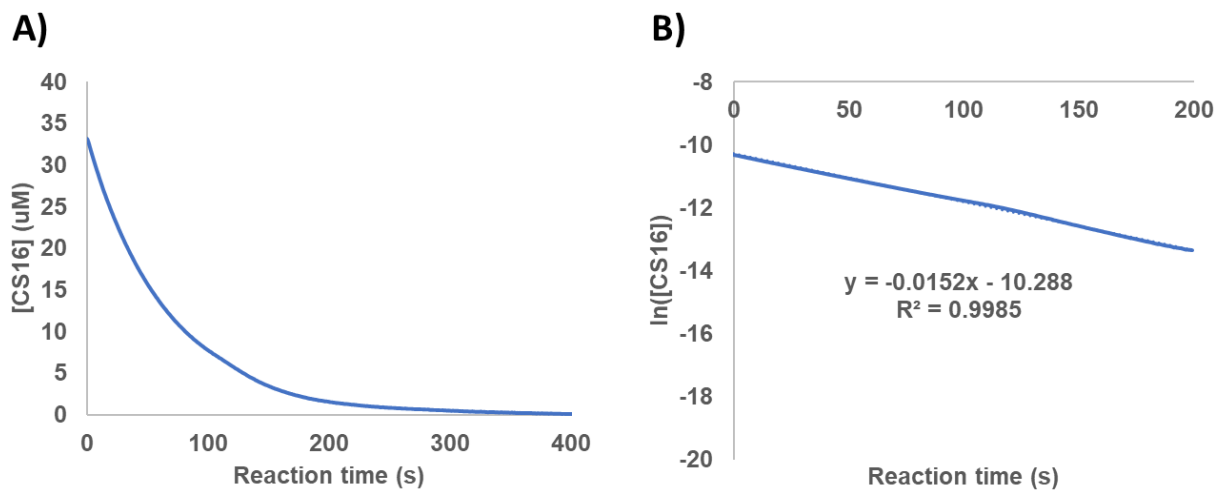 A)
40
35
30
25
20
15
10
5
0
[CS16] (uM)
0 100 200 300 400
Reaction time (s)
B)
-8
0 50 100 150 200
-10
-12
-14
-16
-18
-20
ln([CS16])
y = -0.0152x - 10.288
R² = 0.9985
Reaction time (s)